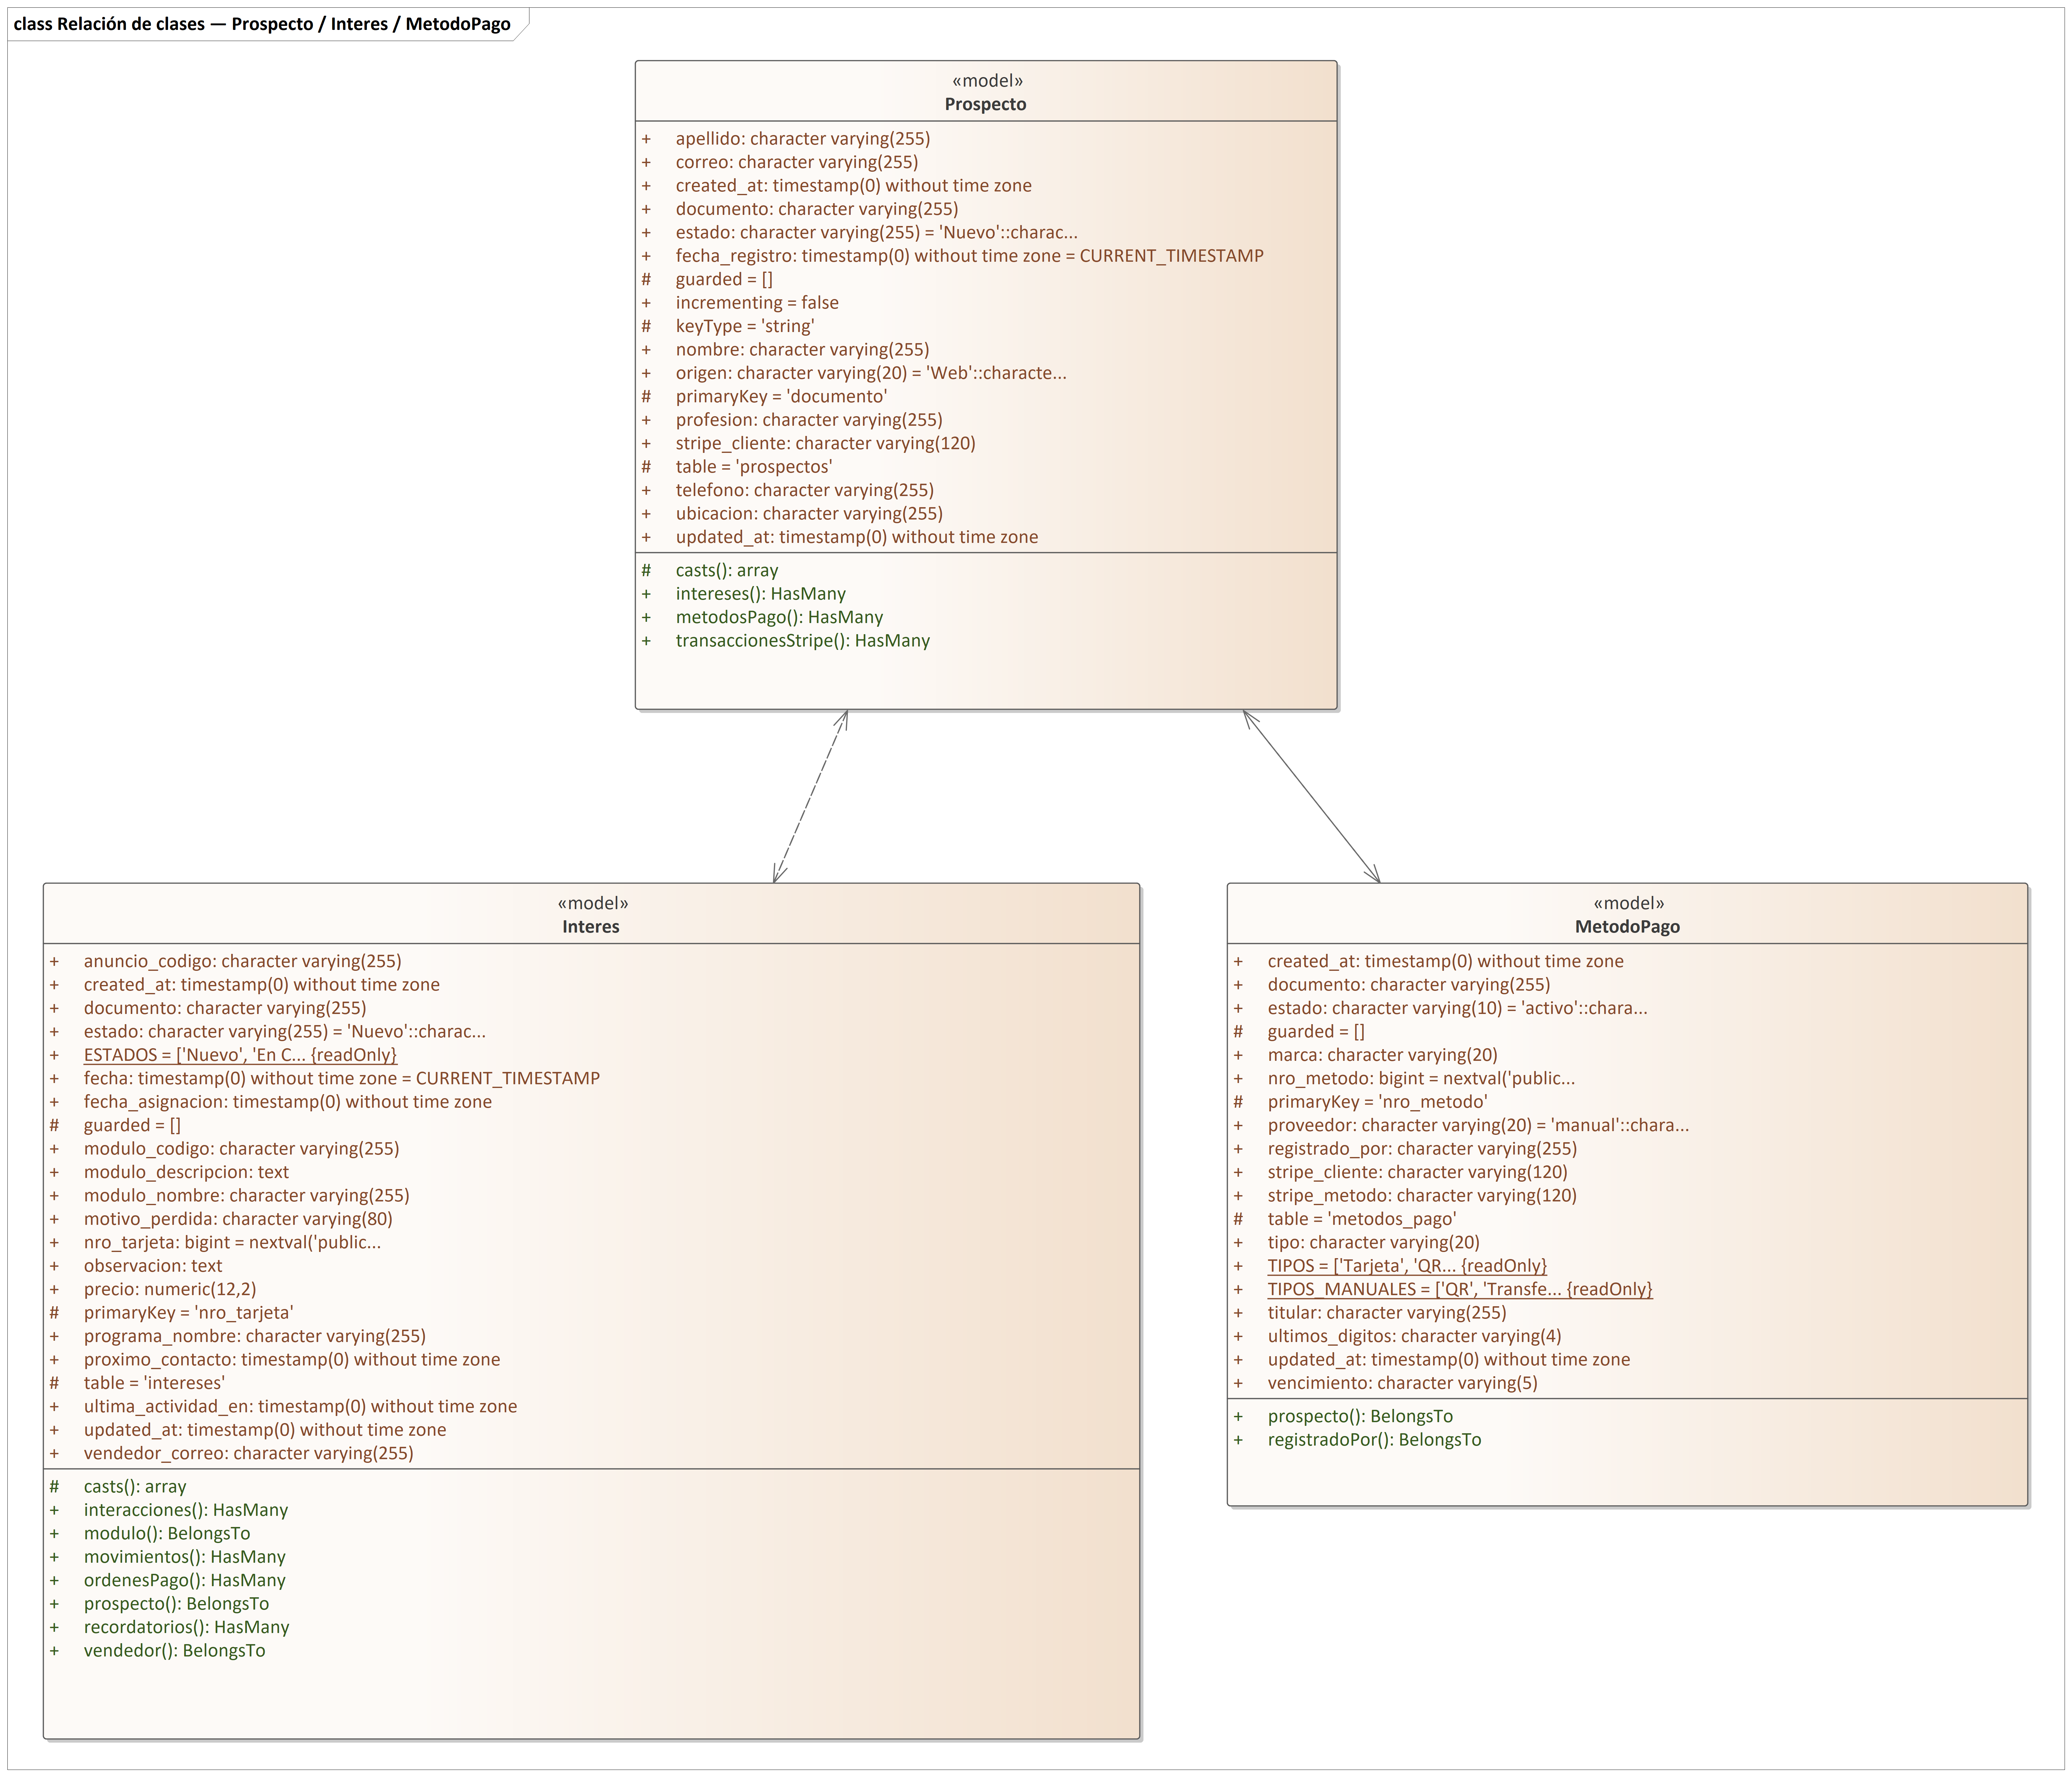 class Relación de clases — Prospecto / Interes / MetodoPago
«model»
Prospecto
+ apellido: character varying(255)
+ correo: character varying(255)
+ created_at: timestamp(0) without time zone
+ documento: character varying(255)
+ estado: character varying(255) = 'Nuevo'::charac...
+ fecha_registro: timestamp(0) without time zone = CURRENT_TIMESTAMP
# guarded = []
+ incrementing = false
# keyType = 'string'
+ nombre: character varying(255)
+ origen: character varying(20) = 'Web'::characte...
# primaryKey = 'documento'
+ profesion: character varying(255)
+ stripe_cliente: character varying(120)
# table = 'prospectos'
+ telefono: character varying(255)
+ ubicacion: character varying(255)
+ updated_at: timestamp(0) without time zone
# casts(): array
+ intereses(): HasMany
+ metodosPago(): HasMany
+ transaccionesStripe(): HasMany
«model»
Interes
+ anuncio_codigo: character varying(255)
+ created_at: timestamp(0) without time zone
+ documento: character varying(255)
+ estado: character varying(255) = 'Nuevo'::charac...
+ ESTADOS = ['Nuevo', 'En C... {readOnly}
+ fecha: timestamp(0) without time zone = CURRENT_TIMESTAMP
+ fecha_asignacion: timestamp(0) without time zone
# guarded = []
+ modulo_codigo: character varying(255)
+ modulo_descripcion: text
+ modulo_nombre: character varying(255)
+ motivo_perdida: character varying(80)
+ nro_tarjeta: bigint = nextval('public...
+ observacion: text
+ precio: numeric(12,2)
# primaryKey = 'nro_tarjeta'
+ programa_nombre: character varying(255)
+ proximo_contacto: timestamp(0) without time zone
# table = 'intereses'
+ ultima_actividad_en: timestamp(0) without time zone
+ updated_at: timestamp(0) without time zone
+ vendedor_correo: character varying(255)
# casts(): array
+ interacciones(): HasMany
+ modulo(): BelongsTo
+ movimientos(): HasMany
+ ordenesPago(): HasMany
+ prospecto(): BelongsTo
+ recordatorios(): HasMany
+ vendedor(): BelongsTo
«model»
MetodoPago
+ created_at: timestamp(0) without time zone
+ documento: character varying(255)
+ estado: character varying(10) = 'activo'::chara...
# guarded = []
+ marca: character varying(20)
+ nro_metodo: bigint = nextval('public...
# primaryKey = 'nro_metodo'
+ proveedor: character varying(20) = 'manual'::chara...
+ registrado_por: character varying(255)
+ stripe_cliente: character varying(120)
+ stripe_metodo: character varying(120)
# table = 'metodos_pago'
+ tipo: character varying(20)
+ TIPOS = ['Tarjeta', 'QR... {readOnly}
+ TIPOS_MANUALES = ['QR', 'Transfe... {readOnly}
+ titular: character varying(255)
+ ultimos_digitos: character varying(4)
+ updated_at: timestamp(0) without time zone
+ vencimiento: character varying(5)
+ prospecto(): BelongsTo
+ registradoPor(): BelongsTo